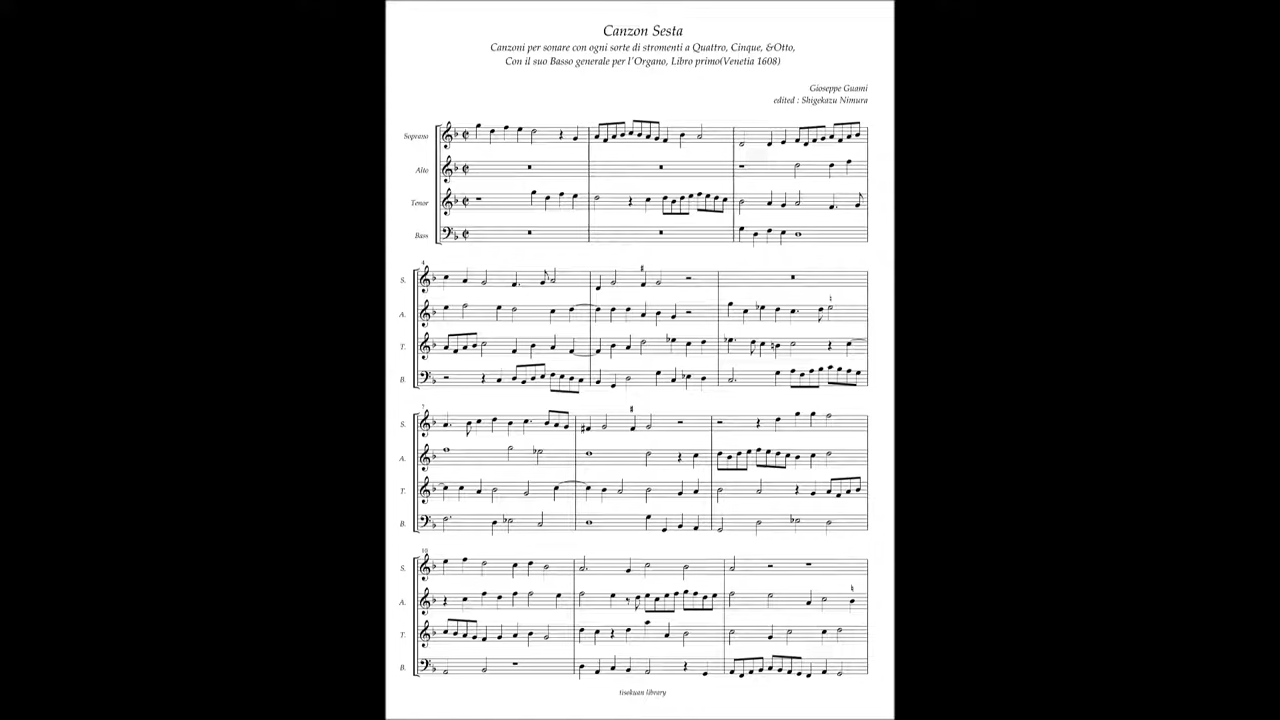 Canzon Sesta
Canzoni per sonare con ogni sorte di stromenti a Quattro, Cinque, &Otto,
Con il suo Basso generale per l'Organo, Libro primo(Venetia 1608)
Gioseppe Guami
edited : Shigekazu Nimura
Soprano
Alto
Tenor
Bass
4
S.
A.
T.
B.
7
S.
A.
T.
B.
10
S.
A.
T.
B.
tisekuan library